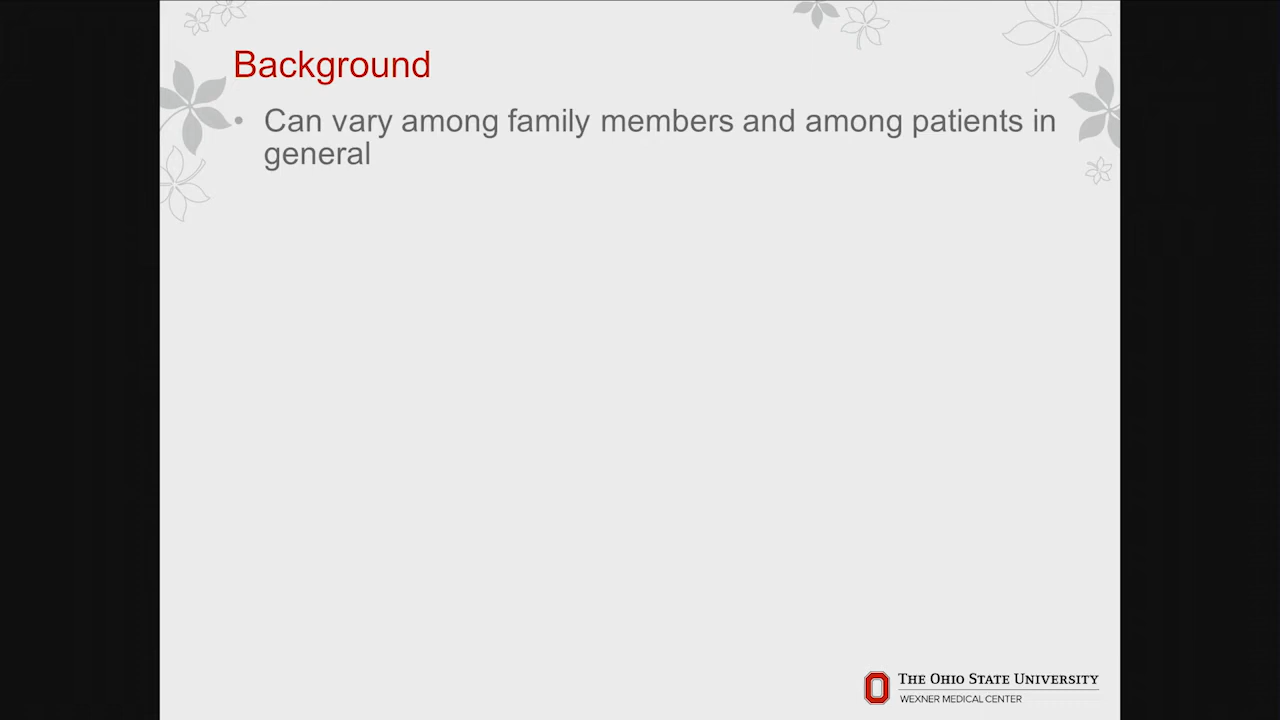 Background
• Can vary among family members and among patients in
general
THE OHIO STATE UNIVERSITY
WEXNER MEDICAL CENTER